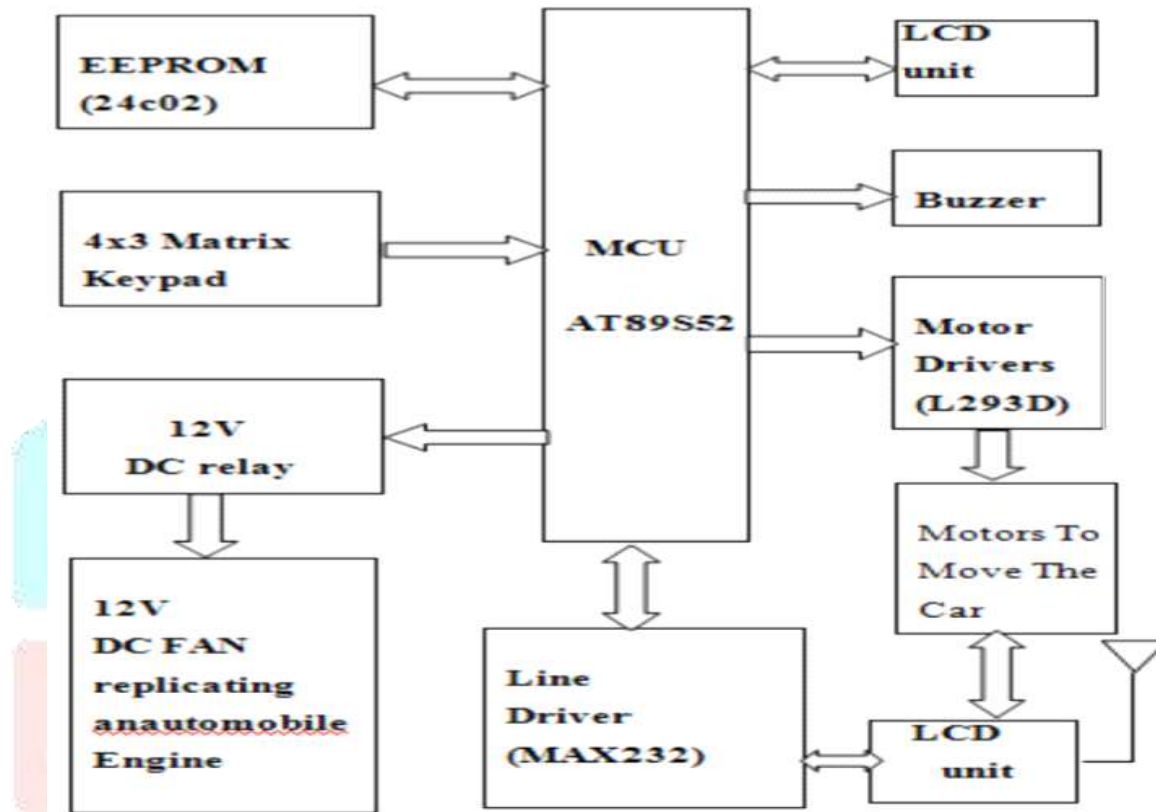 EEPROM
(24c02)
4x3 Matrix
Keypad
12V
DC relay
12V
DC FAN
replicating
anautomobile
Engine
MCU
AT89S52
Line
Driver
(MAX232)
LCD
unit
Buzzer
Motor
Drivers
(L293D)
Motors To
Move The
Car
LCD
unit